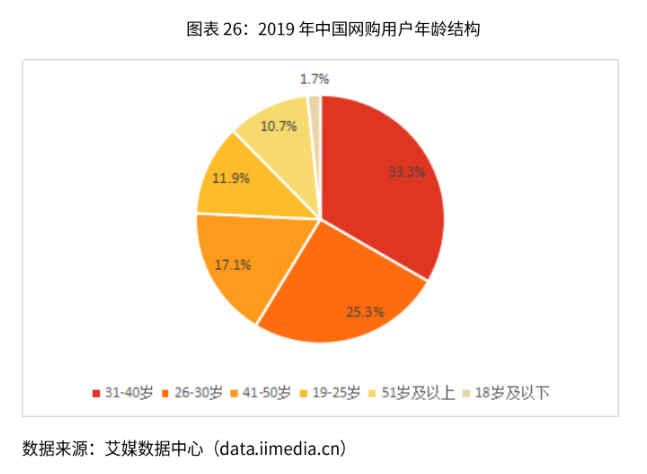 图表 26：2019 年中国网购用户年龄结构
1.7%
10.7%
33.3%
11.9%
17.1%
25.3%
31-40岁 26-30岁 41-50岁 19-25岁 51岁及以上 18岁及以下
数据来源：艾媒数据中心（data.iimedia.cn）